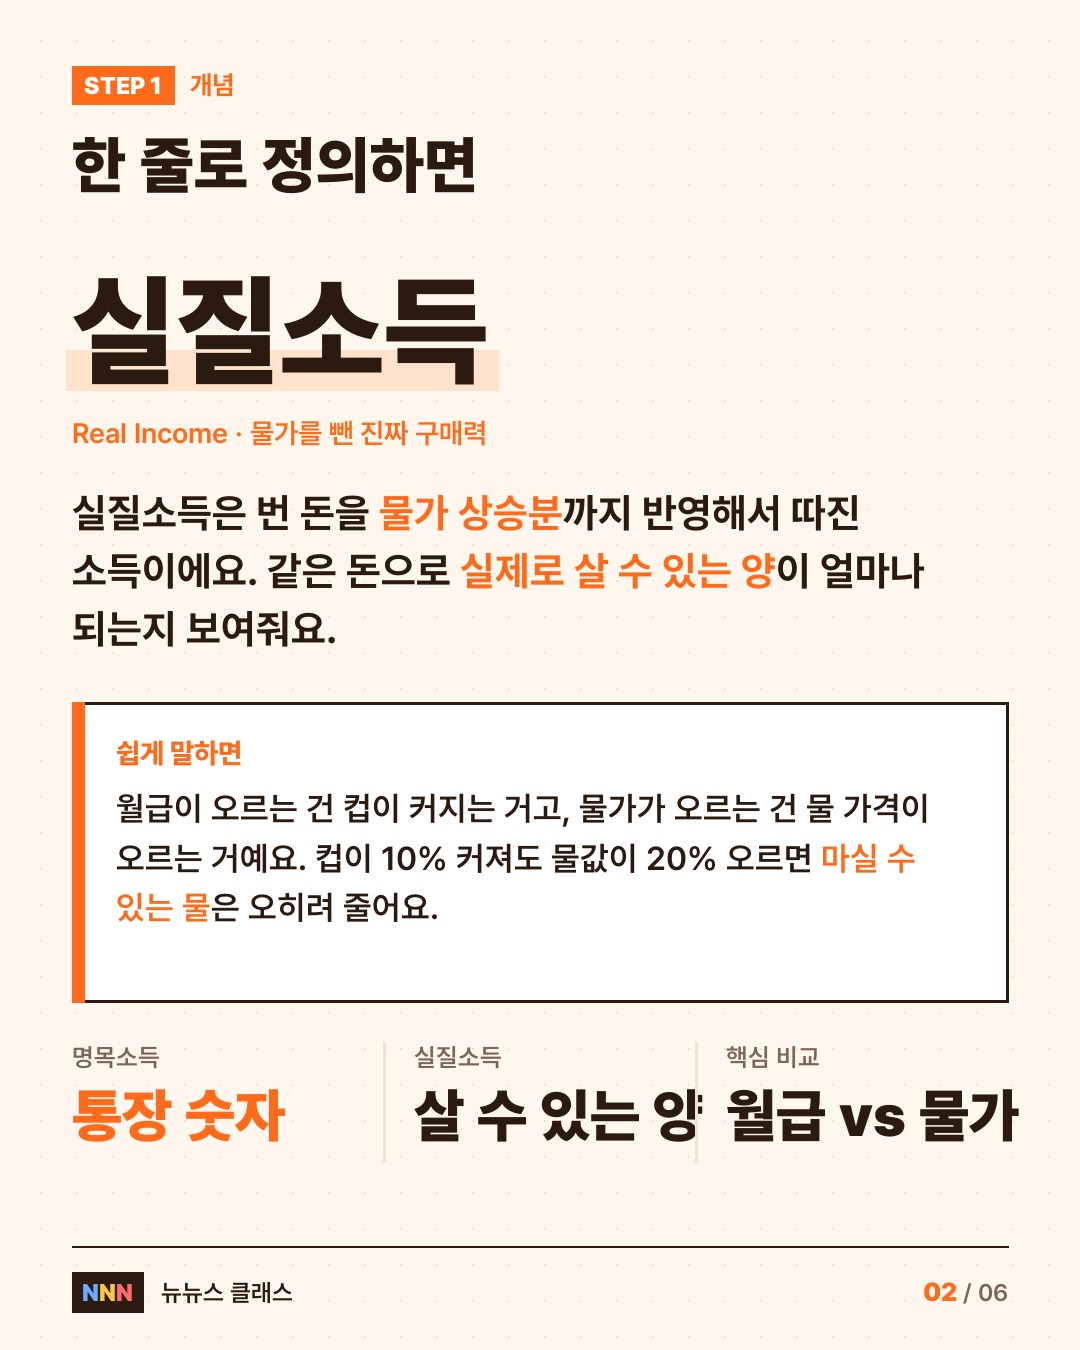 STEP 1 개념
한 줄로 정의하면
실질소득
Real Income · 물가를 뺀 진짜 구매력
실질소득은 번 돈을 물가 상승분까지 반영해서 따진
소득이에요. 같은 돈으로 실제로 살 수 있는 양이 얼마나
되는지 보여줘요.
쉽게 말하면
월급이 오르는 건 컵이 커지는 거고, 물가가 오르는 건 물 가격이
오르는 거예요. 컵이 10% 커져도 물값이 20% 오르면 마실 수
있는 물은 오히려 줄어요.
명목소득
통장 숫자
실질소득
살 수 있는 양
핵심 비교
월급 vs 물가
NNN 뉴뉴스 클래스
02 / 06